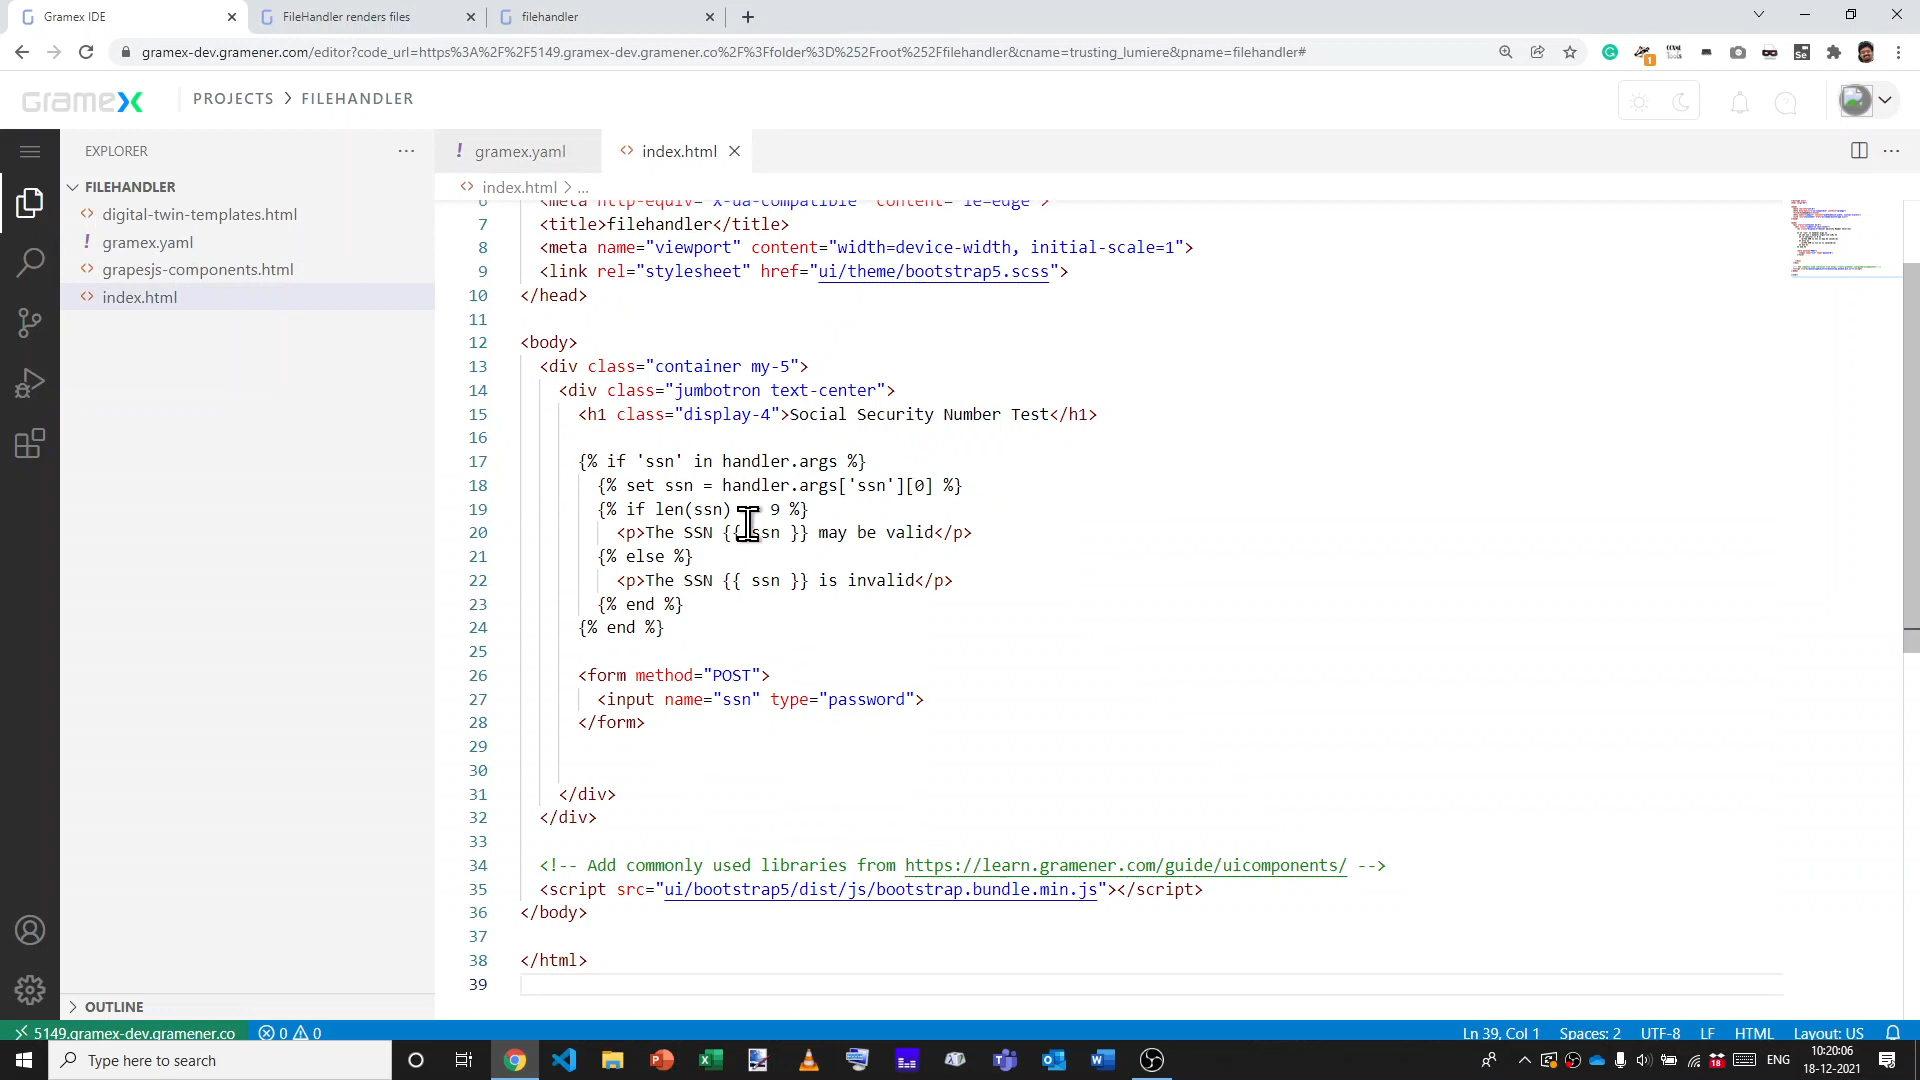 Gramex IDE
FileHandler renders files
filehandler
gramex-dev.gramener.com/editor?code_url=https%3A%2F%2F5149.gramex-dev.gramener.co%2F%3Ffolder%3D%252Froot%252Ffilehandler&cname=trusting_lumiere&pname=filehandler#
GRAMEX
PROJECTS > FILEHANDLER
EXPLORER
FILEHANDLER
digital-twin-templates.html
gramex.yaml
grapesjs-components.html
index.html
OUTLINE
! gramex.yaml
<> index.html
<> index.html > ...
6 <meta http-equiv="x-ua-compatible" content="ie=edge">
7 <title>filehandler</title>
8 <meta name="viewport" content="width=device-width, initial-scale=1">
9 <link rel="stylesheet" href="ui/theme/bootstrap5.scss">
10 </head>
11
12 <body>
13 <div class="container my-5">
14 <div class="jumbotron text-center">
15 <h1 class="display-4">Social Security Number Test</h1>
16
17 {% if 'ssn' in handler.args %}
18 {% set ssn = handler.args['ssn'][0] %}
19 {% if len(ssn) 9 %}
20 <p>The SSN {{ ssn }} may be valid</p>
21 {% else %}
22 <p>The SSN {{ ssn }} is invalid</p>
23 {% end %}
24 {% end %}
25
26 <form method="POST">
27 <input name="ssn" type="password">
28 </form>
29
30
31 </div>
32 </div>
33
34 <!-- Add commonly used libraries from https://learn.gramener.com/guide/uicomponents/ -->
35 <script src="ui/bootstrap5/dist/js/bootstrap.bundle.min.js"></script>
36 </body>
37
38 </html>
39
5149.gramex-dev.gramener.co 0 0
Ln 39, Col 1 Spaces: 2 UTF-8 LF HTML Layout: US
Type here to search
ENG
10:20:06
18-12-2021